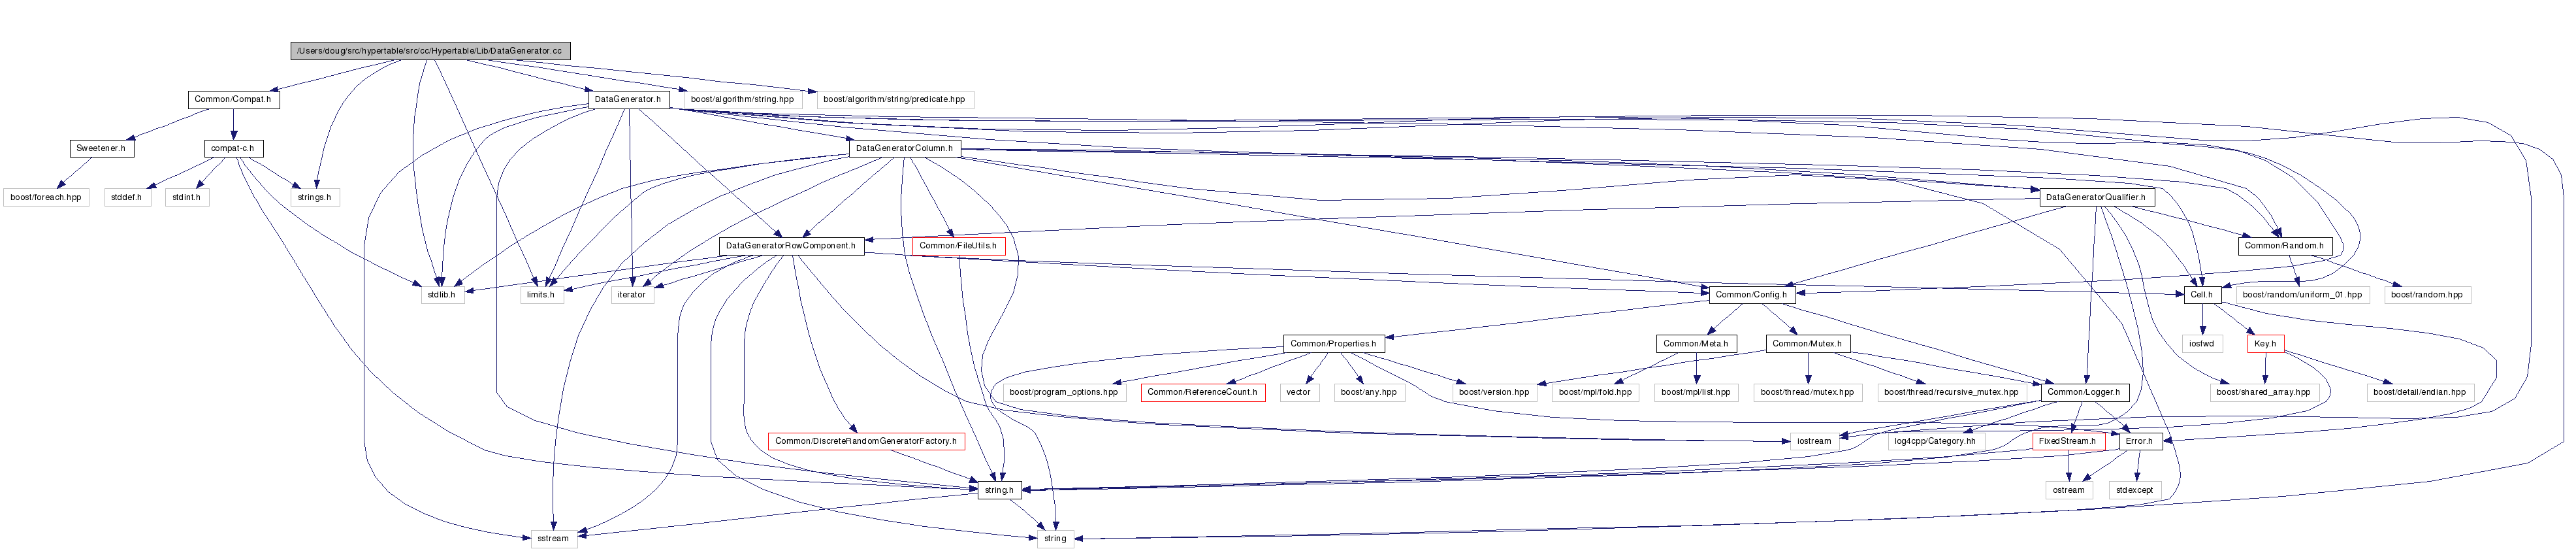 /Users/doug/src/hypertable/src/cc/Hypertable/Lib/DataGenerator.cc
Common/Compat.h
DataGenerator.h
boost/algorithm/string.hpp
boost/algorithm/string/predicate.hpp
Sweetener.h
compat-c.h
DataGeneratorColumn.h
boost/foreach.hpp
stddef.h
stdint.h
strings.h
DataGeneratorQualifier.h
DataGeneratorRowComponent.h
Common/FileUtils.h
Common/Random.h
stdlib.h
limits.h
iterator
Common/Config.h
Cell.h
boost/random/uniform_01.hpp
boost/random.hpp
Common/Properties.h
Common/Meta.h
Common/Mutex.h
iosfwd
Key.h
boost/program_options.hpp
Common/ReferenceCount.h
vector
boost/any.hpp
boost/version.hpp
boost/mpl/fold.hpp
boost/mpl/list.hpp
boost/thread/mutex.hpp
boost/thread/recursive_mutex.hpp
Common/Logger.h
boost/shared_array.hpp
boost/detail/endian.hpp
Common/DiscreteRandomGeneratorFactory.h
iostream
log4cpp/Category.hh
FixedStream.h
Error.h
string.h
ostream
stdexcept
sstream
string